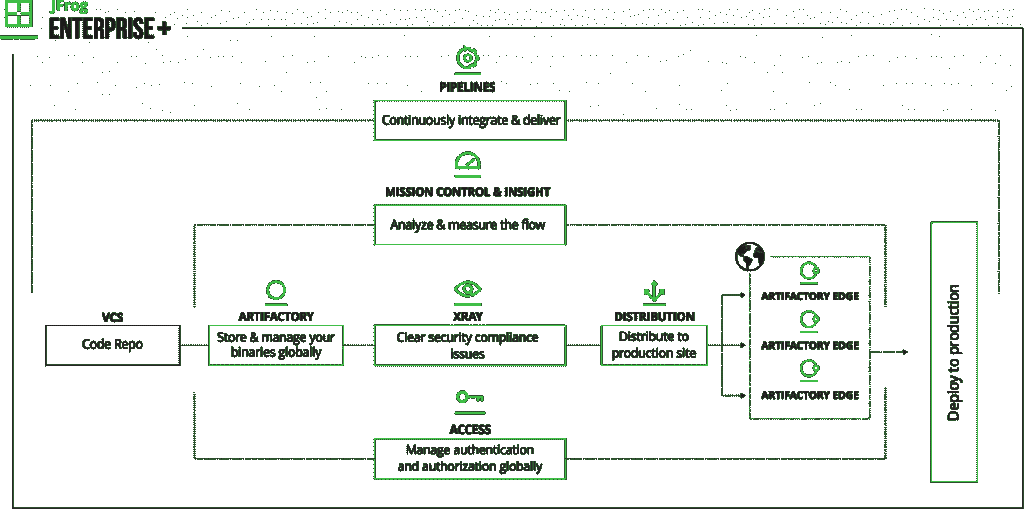 JFrog
ENTERPRISE+
PIPELINES
Continuously integrate & deliver
MISSION CONTROL & INSIGHT
Analyze & measure the flow
VCS
Code Repo
ARTIFACTORY
Store & manage your
binaries globally
XRAY
Clear security compliance
issues
DISTRIBUTION
Distribute to
production site
ARTIFACTORY EDGE
ARTIFACTORY EDGE
ARTIFACTORY EDGE
Deploy to production
ACCESS
Manage authentication
and authorization globally